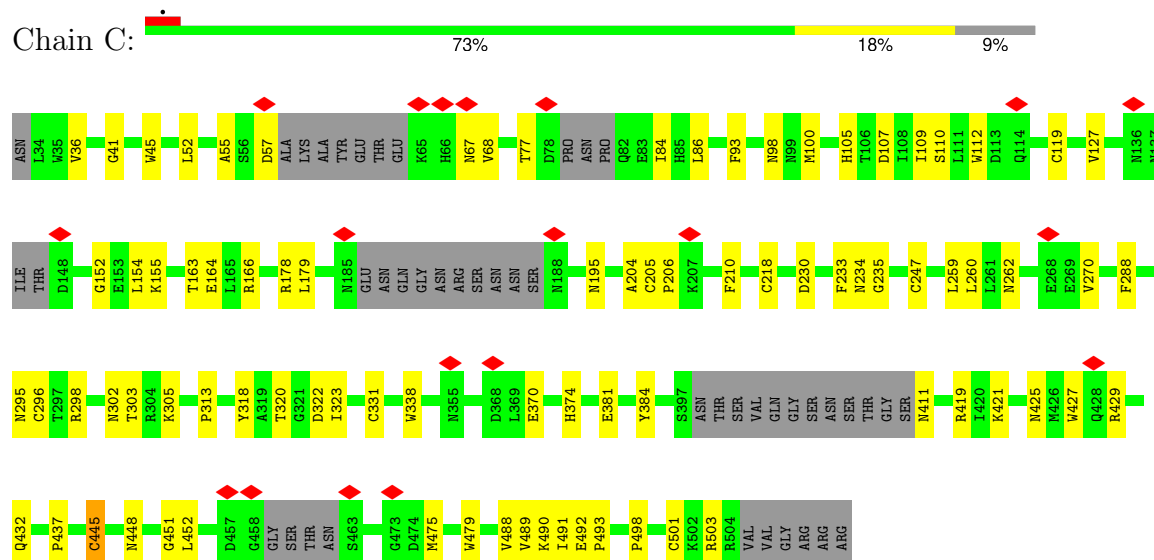 Chain C:
73% 18% 9%
ASN L34 W35 V36 G41 W45 L52 A55 S56 D57 ALA LYS ALA TYR GLU THR GLU K65 H66 N67 V68 T77 D78 PRO ASN PRO Q82 E83 I84 H85 L86 F93 N98 N99 M100 H105 T106 D107 I108 I109 S110 L111 W112 D113 Q114 C119 V127 N136 N137
ILE THR D148 G152 E153 L154 K155 T163 E164 L165 R166 R178 L179 N185 GLU ASN GLN GLY ASN ARG SER ASN ASN SER N188 N195 A204 C205 P206 K207 F210 C218 D230 F233 N234 G235 C247 L259 L260 L261 N262 E268 E269 V270 F288
N295 C296 T297 R298 N302 T303 R304 K305 P313 Y318 A319 T320 G321 D322 I323 C331 W338 N355 D368 L369 E370 H374 E381 Y384 S397 ASN THR SER VAL GLN GLY SER ASN SER THR GLY SER N411 R419 I420 K421 N425 M426 W427 Q428 R429
Q432 P437 C445 N448 G451 L452 D457 G458 GLY SER THR ASN S463 G473 D474 M475 W479 V488 V489 K490 I491 E492 P493 P498 C501 K502 R503 R504 VAL VAL GLY ARG ARG ARG